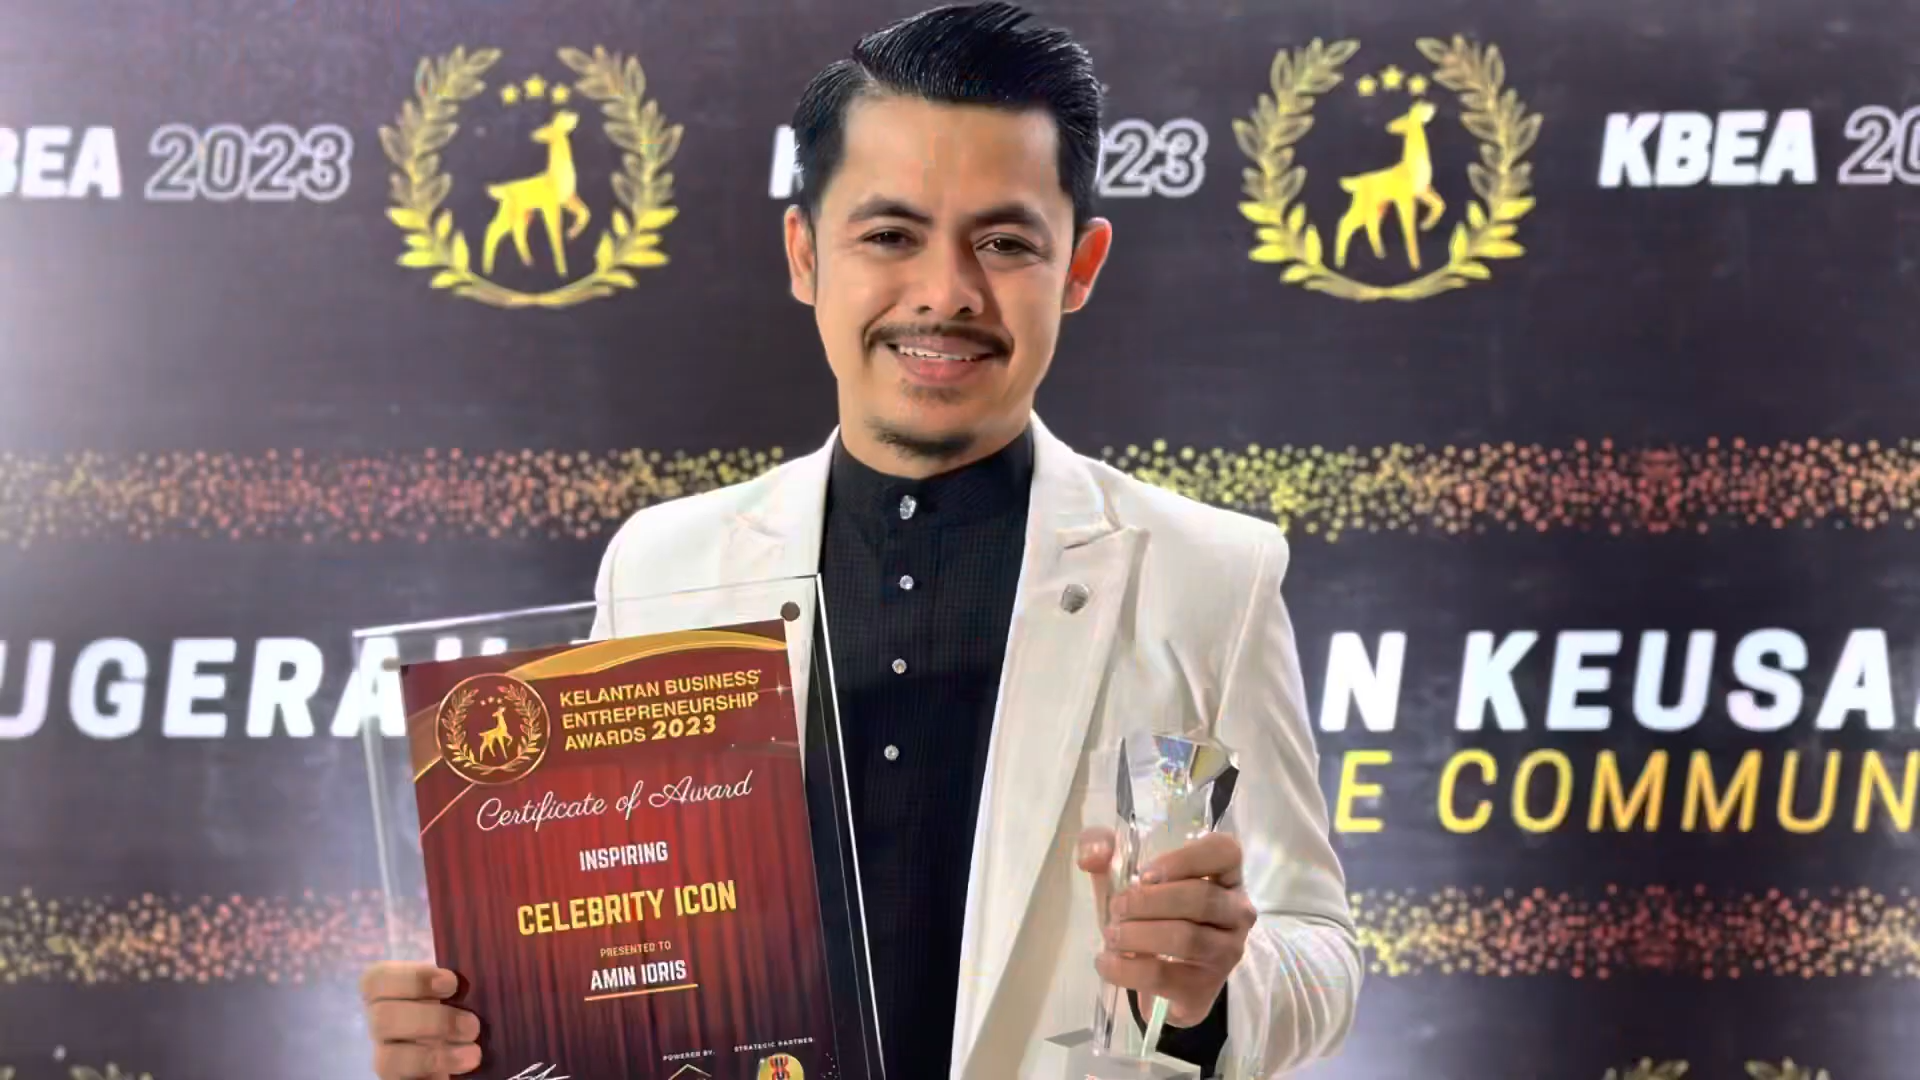 BEA 2023
23
KBEA 20
UGERAH
N KEUSA
E COMMUN
KELANTAN BUSINESS
ENTREPRENEURSHIP
AWARDS 2023
Certificate of Award
INSPIRING
CELEBRITY ICON
PRESENTED TO
AMIN IDRIS
POWERED BY:
STRATEGIC PARTNER: